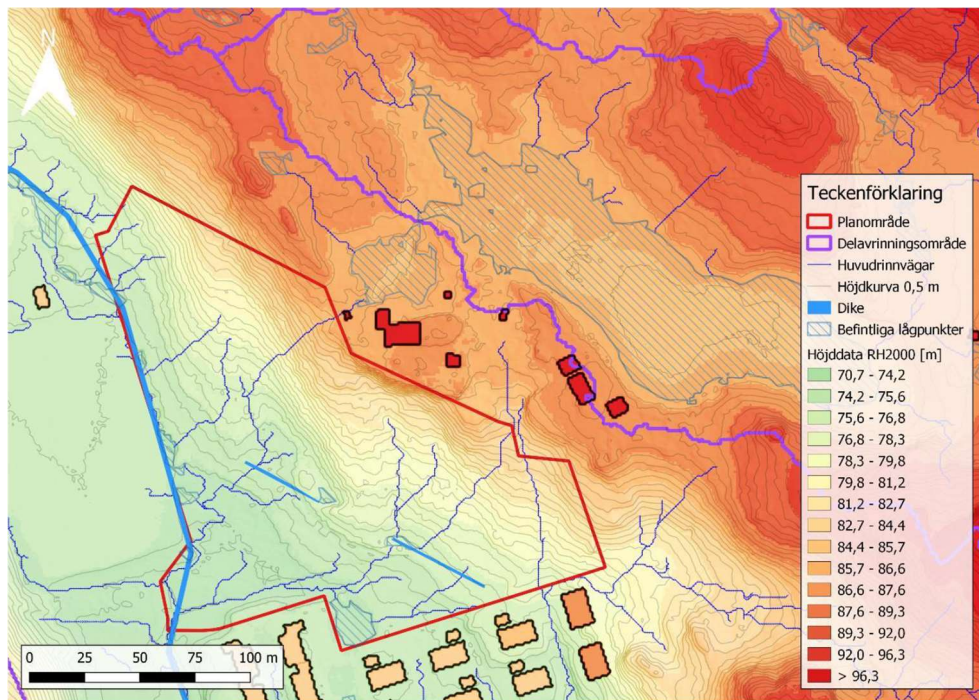 N
Teckenförklaring
Planområde
Delavrinningsområde
Huvudrinnvägar
Höjdkurva 0,5 m
Dike
Befintliga lågpunkter
Höjddata RH2000 [m]
70,7 - 74,2
74,2 - 75,6
75,6 - 76,8
76,8 - 78,3
78,3 - 79,8
79,8 - 81,2
81,2 - 82,7
82,7 - 84,4
84,4 - 85,7
85,7 - 86,6
86,6 - 87,6
87,6 - 89,3
89,3 - 92,0
92,0 - 96,3
> 96,3
0 25 50 75 100 m